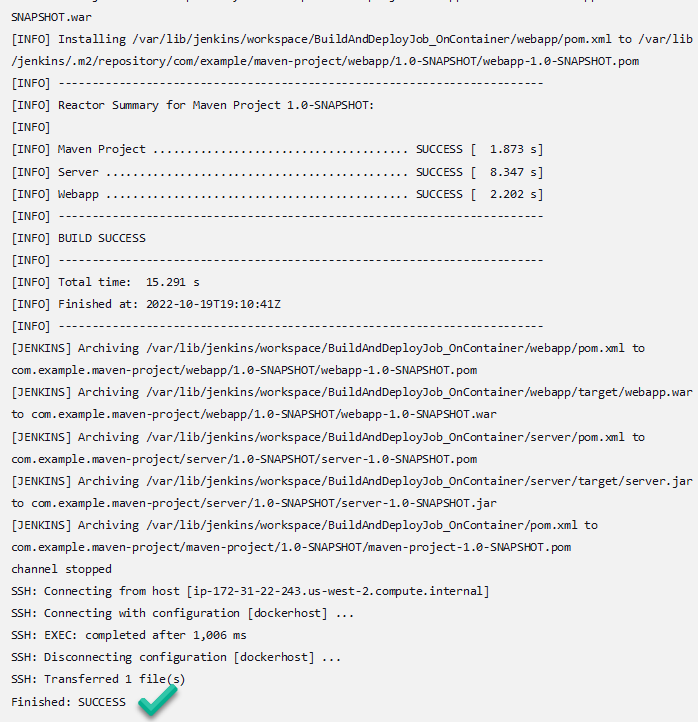 SNAPSHOT.war
[INFO] Installing /var/lib/jenkins/workspace/BuildAndDeployJob_OnContainer/webapp/pom.xml to /var/lib
/jenkins/.m2/repository/com/example/maven-project/webapp/1.0-SNAPSHOT/webapp-1.0-SNAPSHOT.pom
[INFO] ------------------------------------------------------------------------
[INFO] Reactor Summary for Maven Project 1.0-SNAPSHOT:
[INFO]
[INFO] Maven Project ...................................... SUCCESS [  1.873 s]
[INFO] Server ............................................. SUCCESS [  8.347 s]
[INFO] Webapp ............................................. SUCCESS [  2.202 s]
[INFO] ------------------------------------------------------------------------
[INFO] BUILD SUCCESS
[INFO] ------------------------------------------------------------------------
[INFO] Total time:  15.291 s
[INFO] Finished at: 2022-10-19T19:10:41Z
[INFO] ------------------------------------------------------------------------
[JENKINS] Archiving /var/lib/jenkins/workspace/BuildAndDeployJob_OnContainer/webapp/pom.xml to
com.example.maven-project/webapp/1.0-SNAPSHOT/webapp-1.0-SNAPSHOT.pom
[JENKINS] Archiving /var/lib/jenkins/workspace/BuildAndDeployJob_OnContainer/webapp/target/webapp.war
to com.example.maven-project/webapp/1.0-SNAPSHOT/webapp-1.0-SNAPSHOT.war
[JENKINS] Archiving /var/lib/jenkins/workspace/BuildAndDeployJob_OnContainer/server/pom.xml to
com.example.maven-project/server/1.0-SNAPSHOT/server-1.0-SNAPSHOT.pom
[JENKINS] Archiving /var/lib/jenkins/workspace/BuildAndDeployJob_OnContainer/server/target/server.jar
to com.example.maven-project/server/1.0-SNAPSHOT/server-1.0-SNAPSHOT.jar
[JENKINS] Archiving /var/lib/jenkins/workspace/BuildAndDeployJob_OnContainer/pom.xml to
com.example.maven-project/maven-project/1.0-SNAPSHOT/maven-project-1.0-SNAPSHOT.pom
channel stopped
SSH: Connecting from host [ip-172-31-22-243.us-west-2.compute.internal]
SSH: Connecting with configuration [dockerhost] ...
SSH: EXEC: completed after 1,006 ms
SSH: Disconnecting configuration [dockerhost] ...
SSH: Transferred 1 file(s)
Finished: SUCCESS